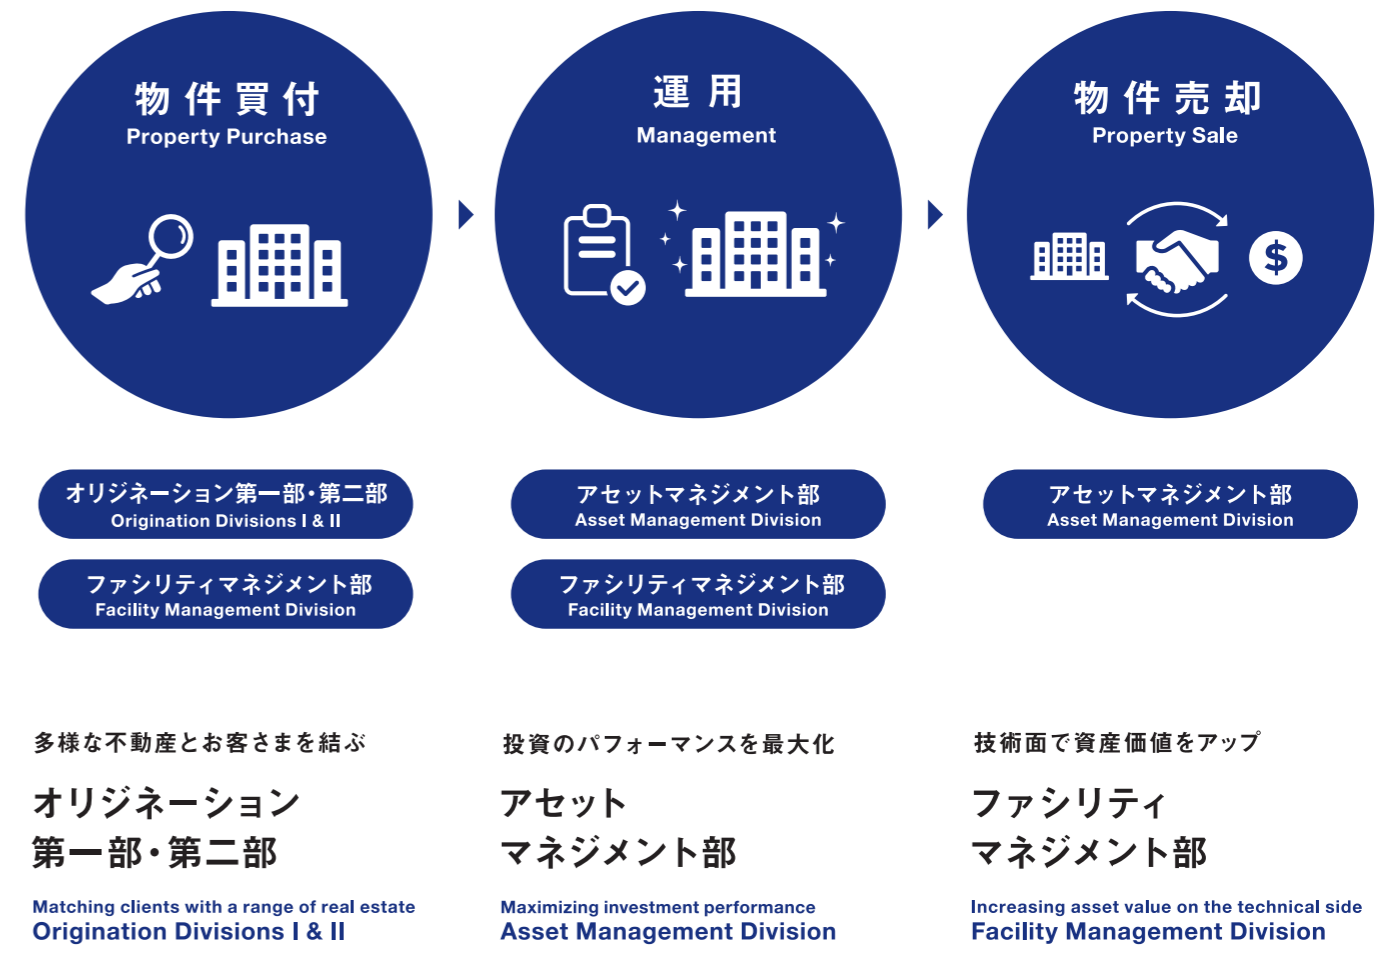 物件買付
Property Purchase
運用
Management
物件売却
Property Sale
$
オリジネーション第一部・第二部
Origination Divisions I & II
ファシリティマネジメント部
Facility Management Division
アセットマネジメント部
Asset Management Division
ファシリティマネジメント部
Facility Management Division
アセットマネジメント部
Asset Management Division
多様な不動産とお客さまを結ぶ
オリジネーション
第一部・第二部
Matching clients with a range of real estate
Origination Divisions I & II
投資のパフォーマンスを最大化
アセット
マネジメント部
Maximizing investment performance
Asset Management Division
技術面で資産価値をアップ
ファシリティ
マネジメント部
Increasing asset value on the technical side
Facility Management Division